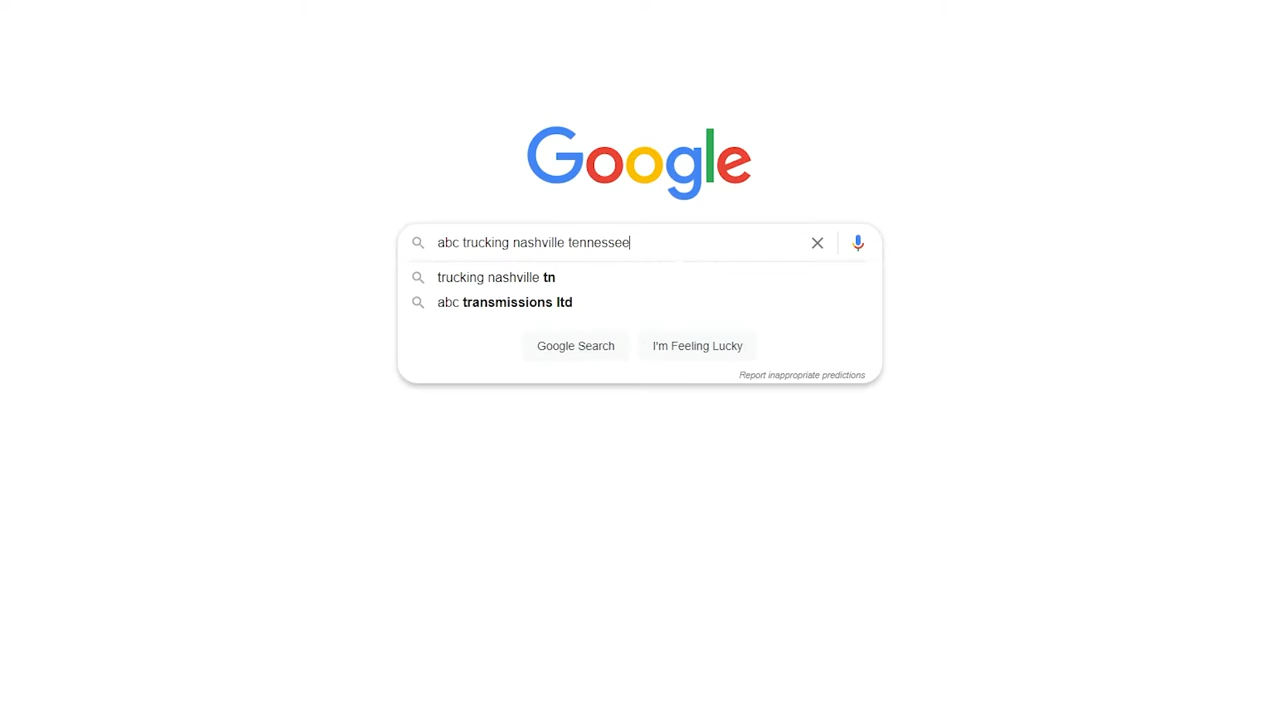 Google
abc trucking nashville tennessee
trucking nashville tn
abc transmissions ltd
Google Search I'm Feeling Lucky
Report inappropriate predictions